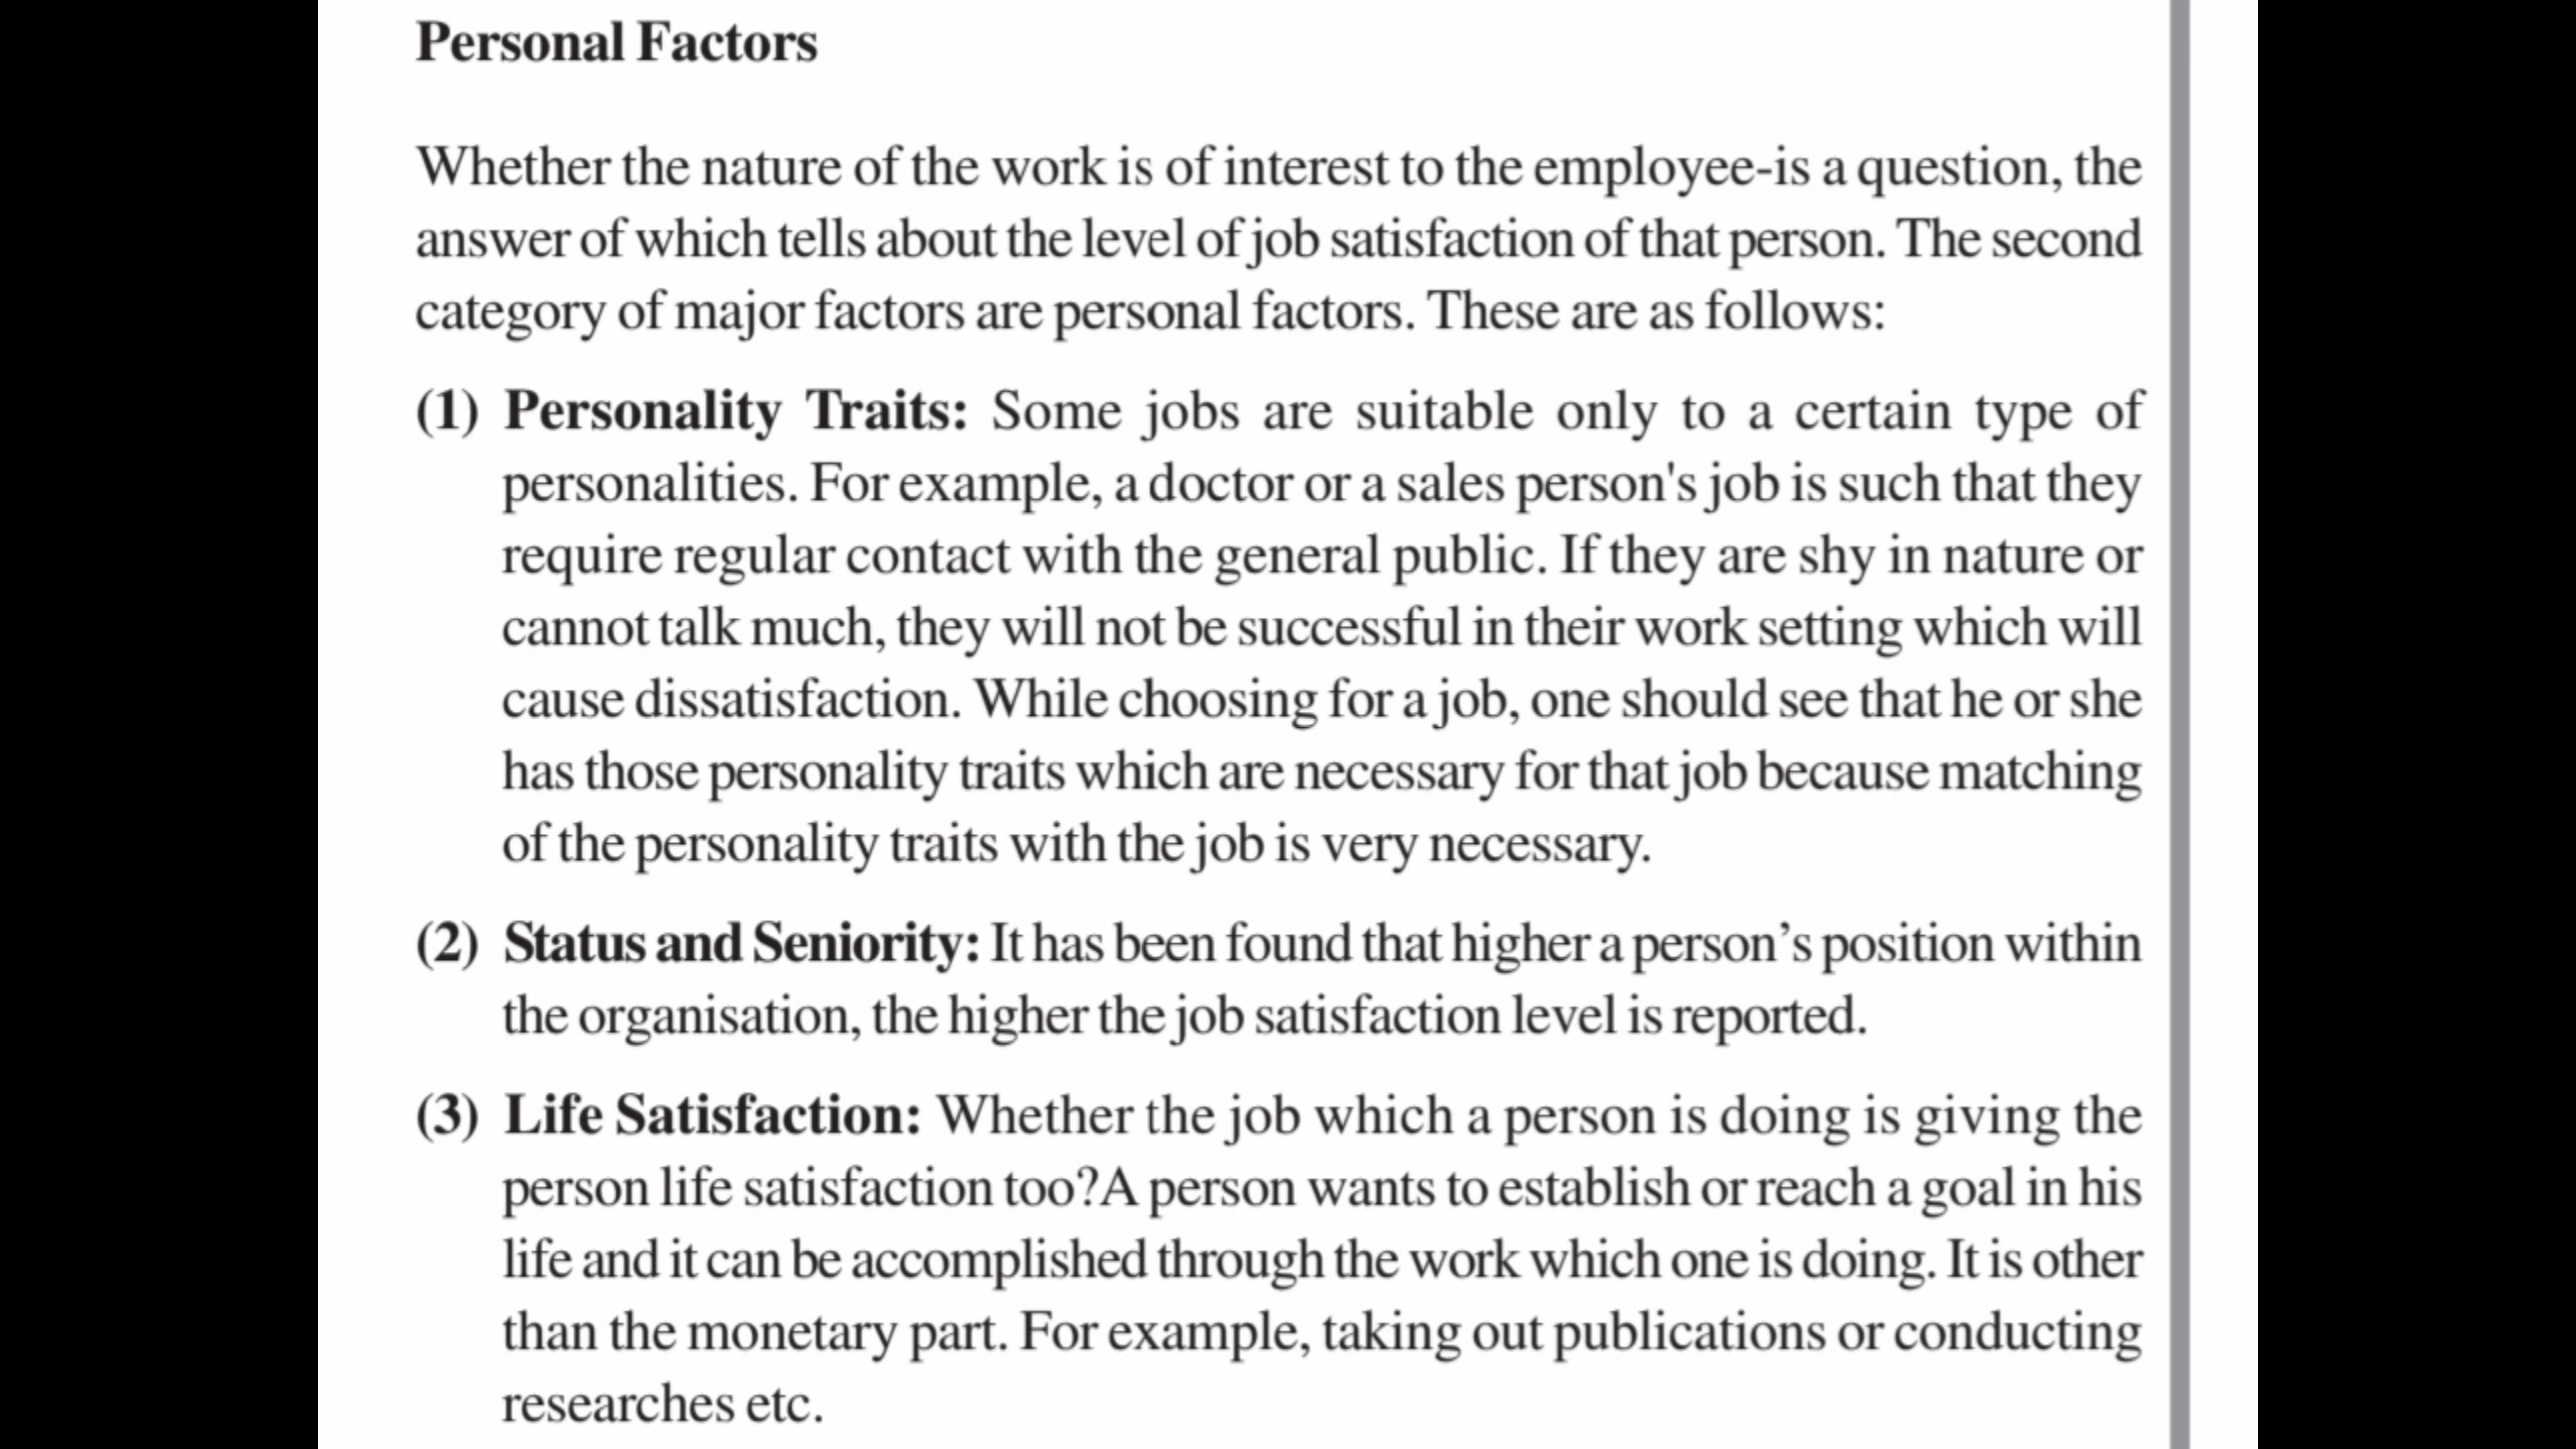 Personal Factors
Whether the nature of the work is of interest to the employee-is a question, the
answer of which tells about the level of job satisfaction of that person. The second
category of major factors are personal factors. These are as follows:
(1) Personality Traits: Some jobs are suitable only to a certain type of
personalities. For example, a doctor or a sales person's job is such that they
require regular contact with the general public. If they are shy in nature or
cannot talk much, they will not be successful in their work setting which will
cause dissatisfaction. While choosing for a job, one should see that he or she
has those personality traits which are necessary for that job because matching
of the personality traits with the job is very necessary.
(2) Status and Seniority: It has been found that higher a person’s position within
the organisation, the higher the job satisfaction level is reported.
(3) Life Satisfaction: Whether the job which a person is doing is giving the
person life satisfaction too?A person wants to establish or reach a goal in his
life and it can be accomplished through the work which one is doing. It is other
than the monetary part. For example, taking out publications or conducting
researches etc.